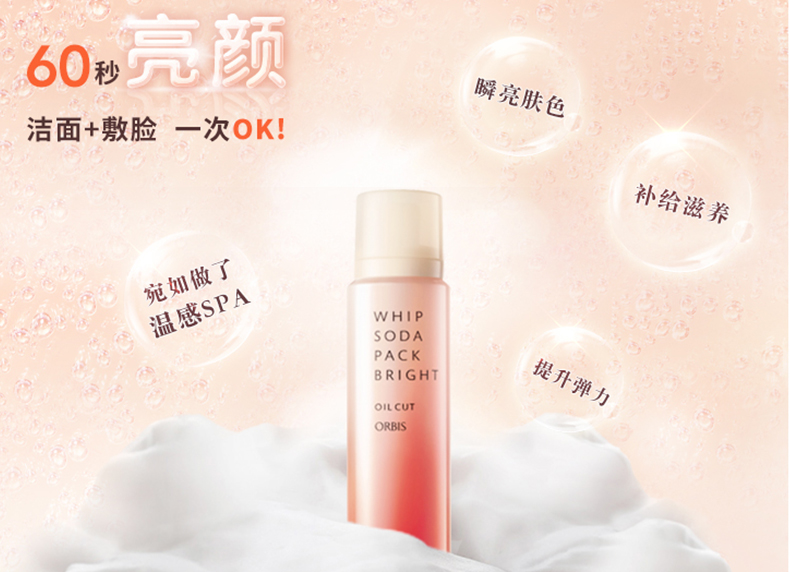 60秒亮颜
洁面+敷脸 一次OK!
瞬亮肤色
补给滋养
宛如做了
温感SPA
提升弹力
WHIP
SODA
PACK
BRIGHT
OIL CUT
ORBIS